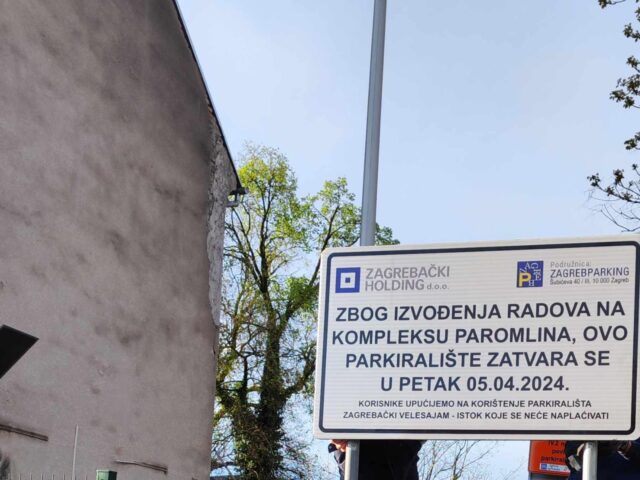 ZAGREBAČKI
HOLDING d.o.o.
Podružnica:
ZAGREBPARKING
Šubićeva 40 / III, 10 000 Zagreb
ZBOG IZVOĐENJA RADOVA NA
KOMPLEKSU PAROMLINA, OVO
PARKIRALIŠTE ZATVARA SE
U PETAK 05.04.2024.
KORISNIKE UPUĆUJEMO NA KORIŠTENJE PARKIRALIŠTA
ZAGREBAČKI VELESAJAM - ISTOK KOJE SE NEĆE NAPLAĆIVATI